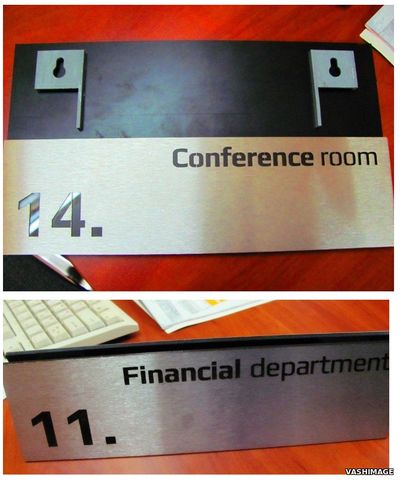 Conference room
14.
Financial department
11.
VASHIMAGE